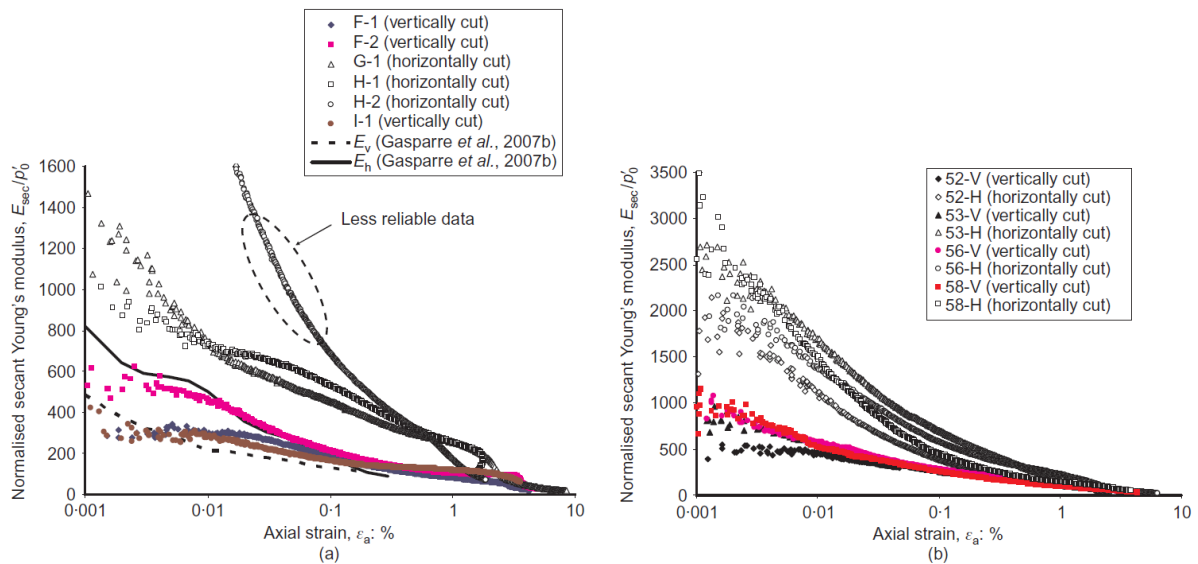 F-1 (vertically cut)
F-2 (vertically cut)
G-1 (horizontally cut)
H-1 (horizontally cut)
H-2 (horizontally cut)
I-1 (vertically cut)
Ev (Gasparre et al., 2007b)
Eh (Gasparre et al., 2007b)
Normalised secant Young's modulus, Esec/p′0
1600
1400
1200
1000
800
600
400
200
0
Less reliable data
0·001
0·01
0·1
1
10
Axial strain, εa: %
(a)
52-V (vertically cut)
52-H (horizontally cut)
53-V (vertically cut)
53-H (horizontally cut)
56-V (vertically cut)
56-H (horizontally cut)
58-V (vertically cut)
58-H (horizontally cut)
Normalised secant Young's modulus, Esec/p′0
3500
3000
2500
2000
1500
1000
500
0
0·001
0·01
0·1
1
10
Axial strain, εa: %
(b)